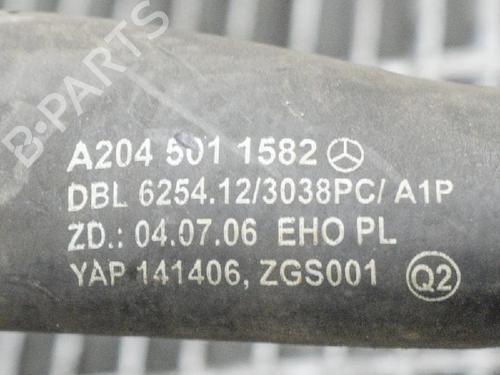 B-PARTS
A204 501 1582
DBL 6254.12/3038PC/ A1P
ZD.: 04.07.06 EHO PL
YAP 141406, ZGS001 Q2